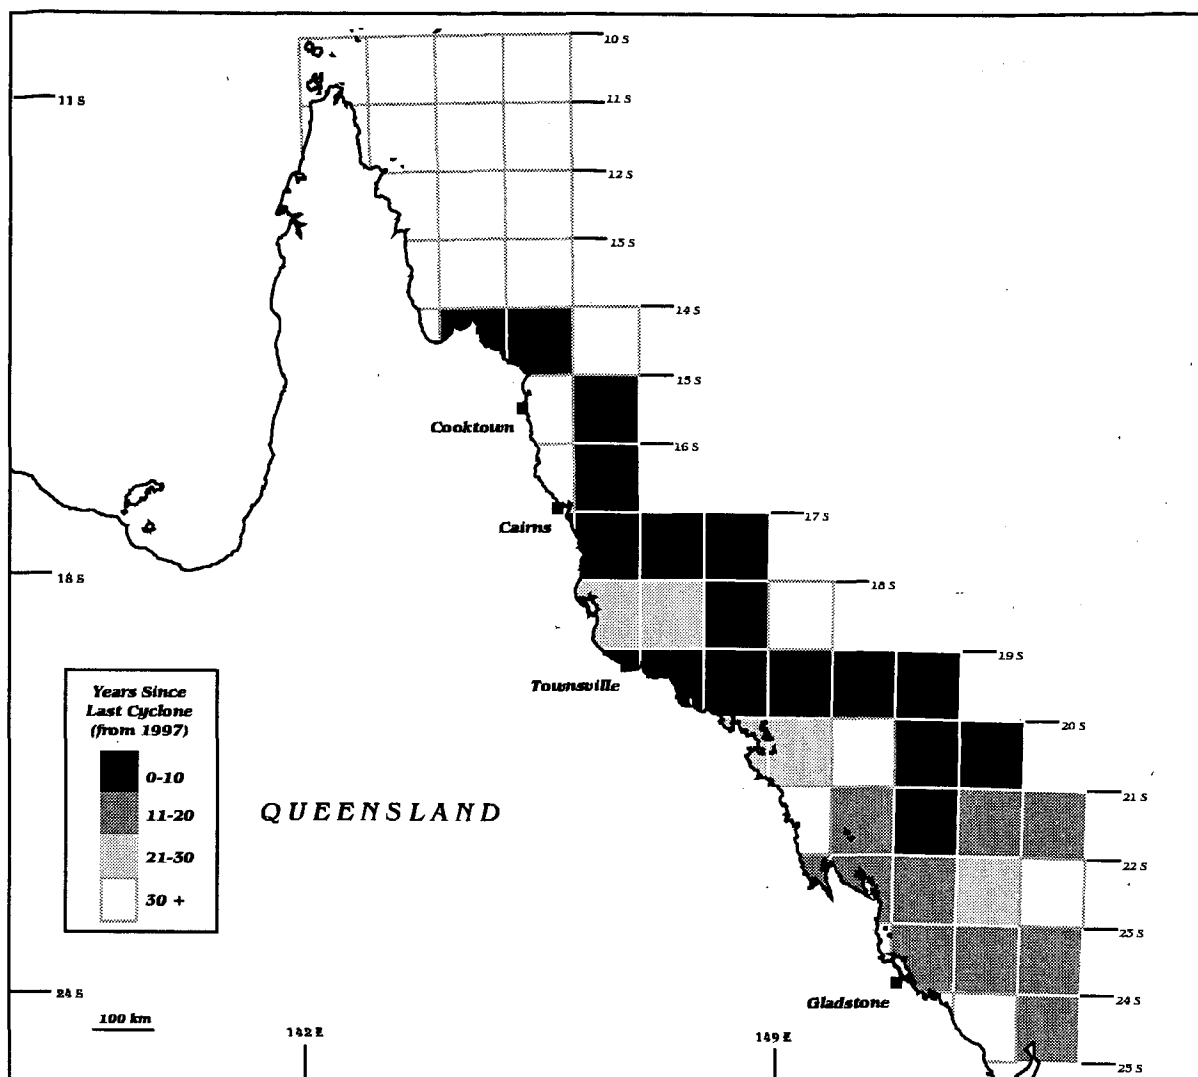 10 S
11 S
11 S
12 S
13 S
14 S
15 S
Cooktown
16 S
Cairns
17 S
18 S
18 S
19 S
Townsville
Years Since
Last Cyclone
(from 1997)
0-10
11-20
21-30
30 +
20 S
QUEENSLAND
21 S
22 S
23 S
24 S
24 S
Gladstone
100 km
142 E
149 E
25 S